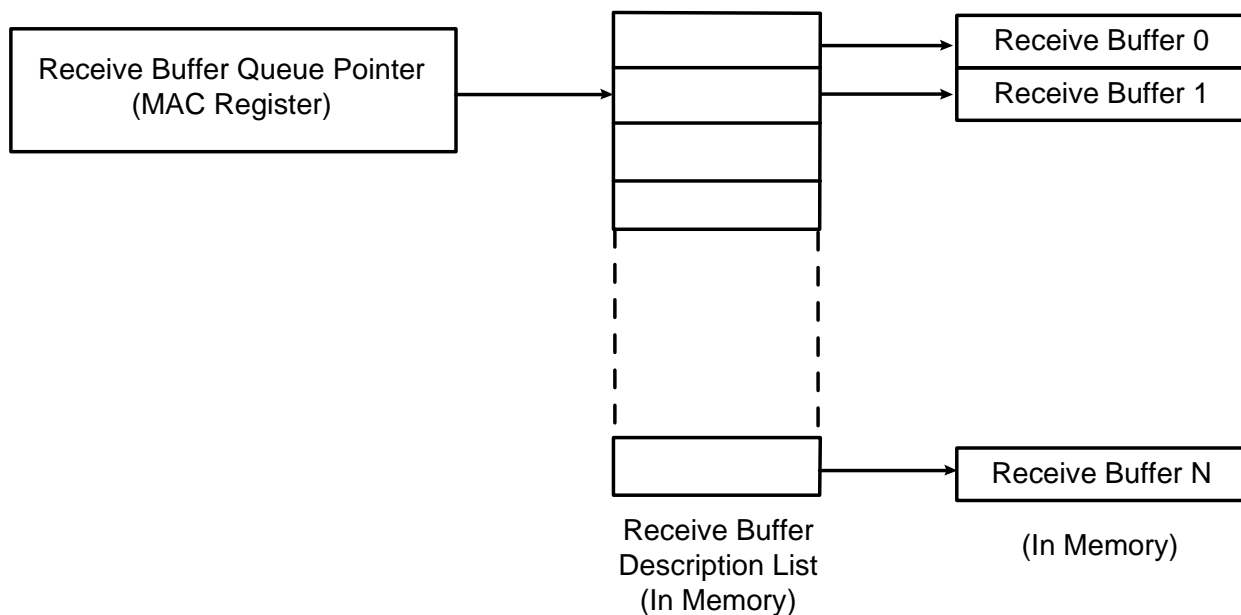 Receive Buffer Queue Pointer
(MAC Register)
Receive Buffer 0
Receive Buffer 1
Receive Buffer N
Receive Buffer
Description List
(In Memory)
(In Memory)